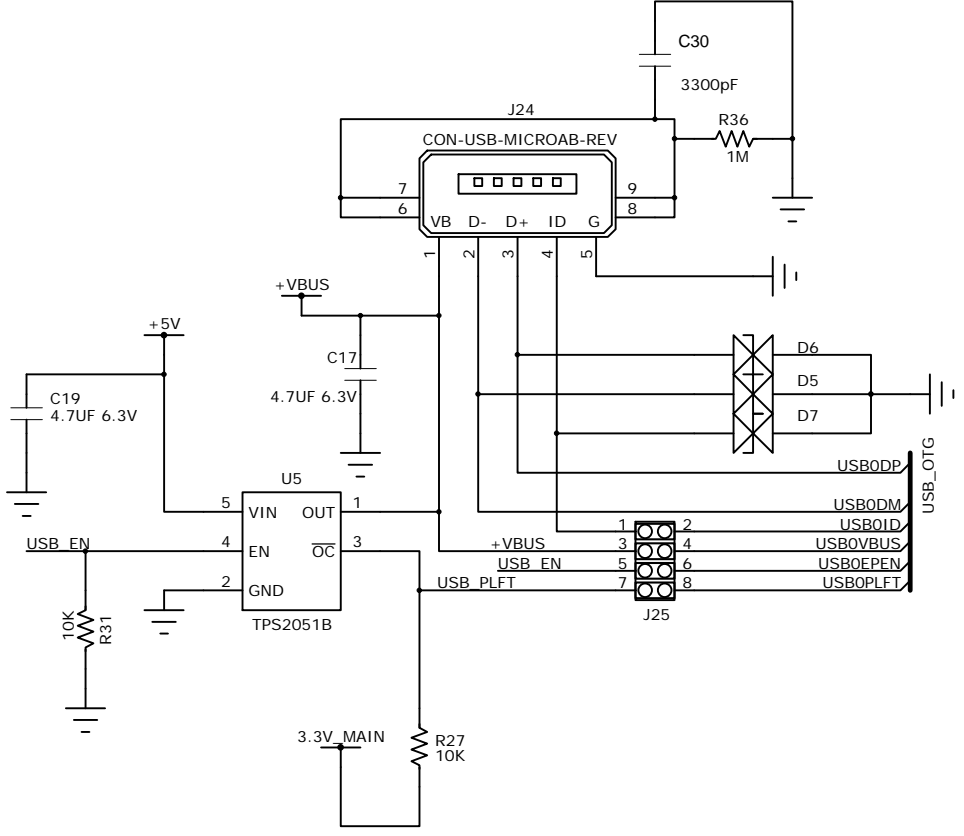 C30
3300pF
J24
R36
CON-USB-MICROAB-REV
1M
7
9
6
8
VB D- D+ ID G
1 2 3 4 5
+VBUS
+5V
D6
C17
D5
C19
4.7UF 6.3V
4.7UF 6.3V
D7
USB_OTG
USB0DP
U5
5 VIN OUT 1
USB0DM
1 2 USB0ID
USB_EN 4 EN OC 3
+VBUS 3 4 USB0VBUS
USB_EN 5 6 USB0EPEN
2 GND
USB_PLFT 7 8 USB0PLFT
10K
R31
TPS2051B
J25
3.3V_MAIN
R27
10K